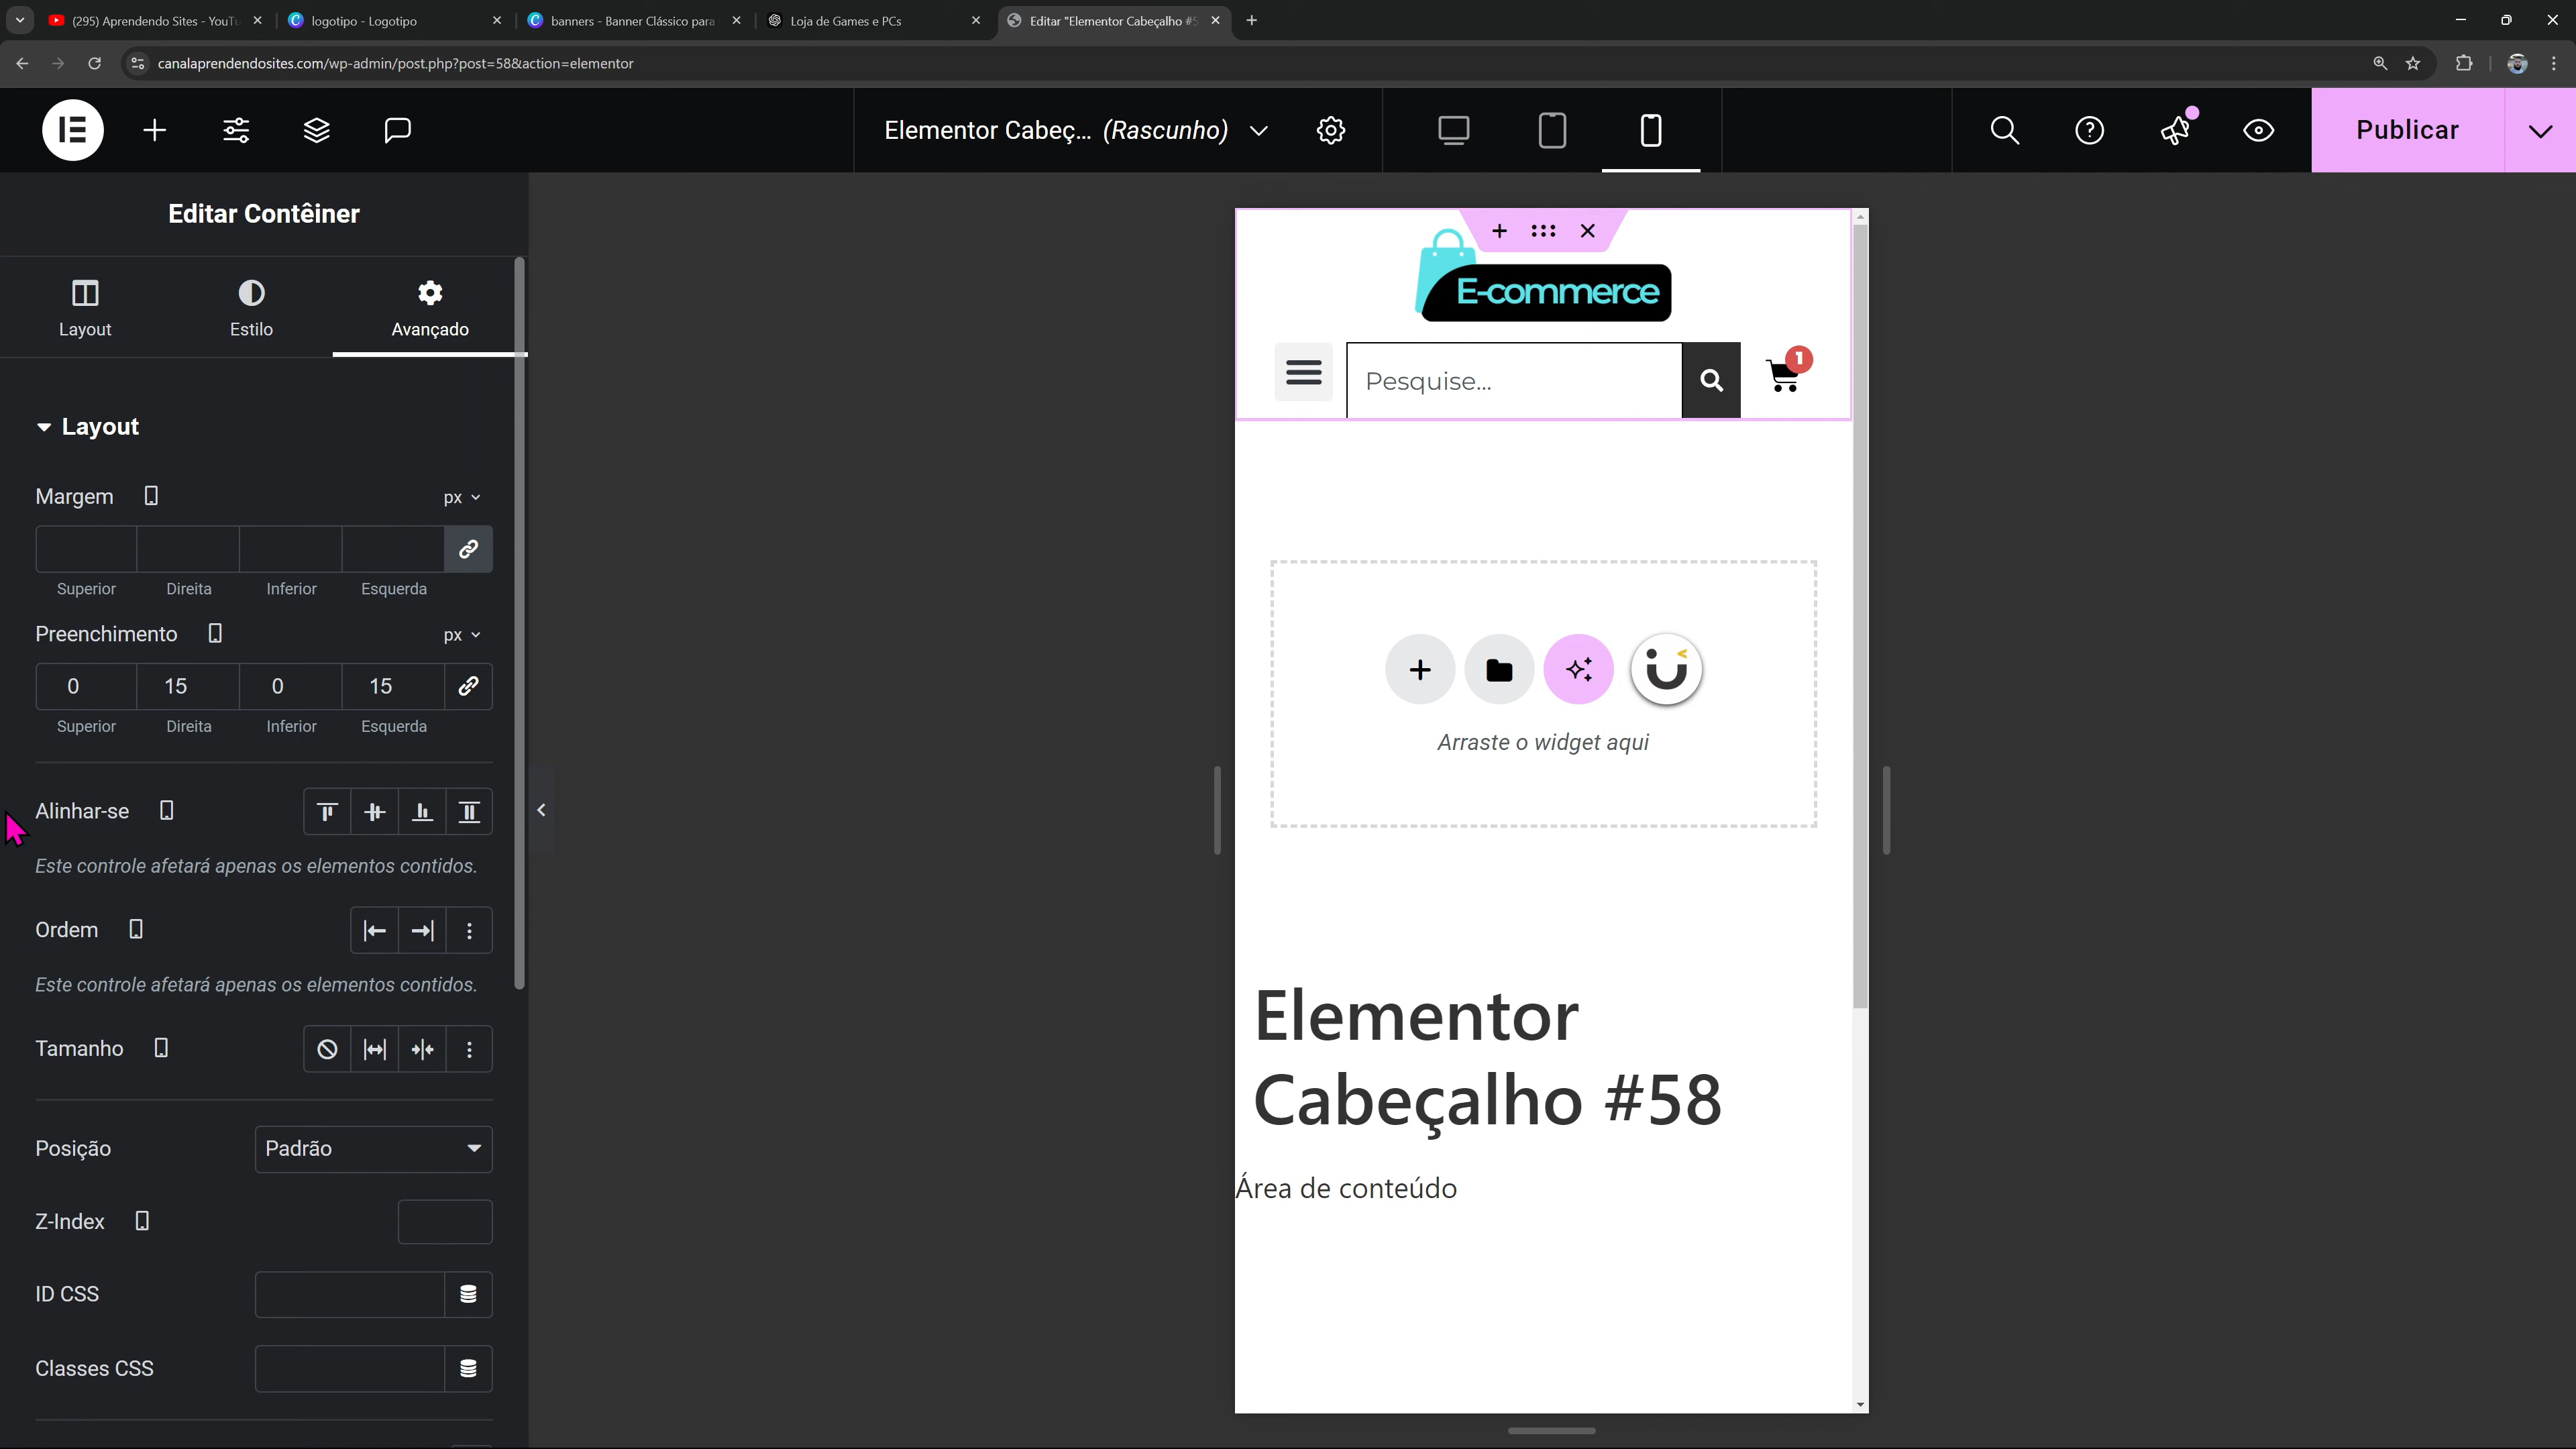 (295) Aprendendo Sites - YouTu
logotipo - Logotipo
banners - Banner Clássico para
Loja de Games e PCs
Editar "Elementor Cabeçalho #5
canalaprendendosites.com/wp-admin/post.php?post=58&action=elementor
Elementor Cabeç... (Rascunho)
Publicar
Editar Contêiner
Layout
Estilo
Avançado
Layout
Margem
px
Superior Direita Inferior Esquerda
Preenchimento
px
0 15 0 15
Superior Direita Inferior Esquerda
Alinhar-se
Este controle afetará apenas os elementos contidos.
Ordem
Este controle afetará apenas os elementos contidos.
Tamanho
Posição
Padrão
Z-Index
ID CSS
Classes CSS
E-commerce
Pesquise...
1
Arraste o widget aqui
Elementor
Cabeçalho #58
Área de conteúdo